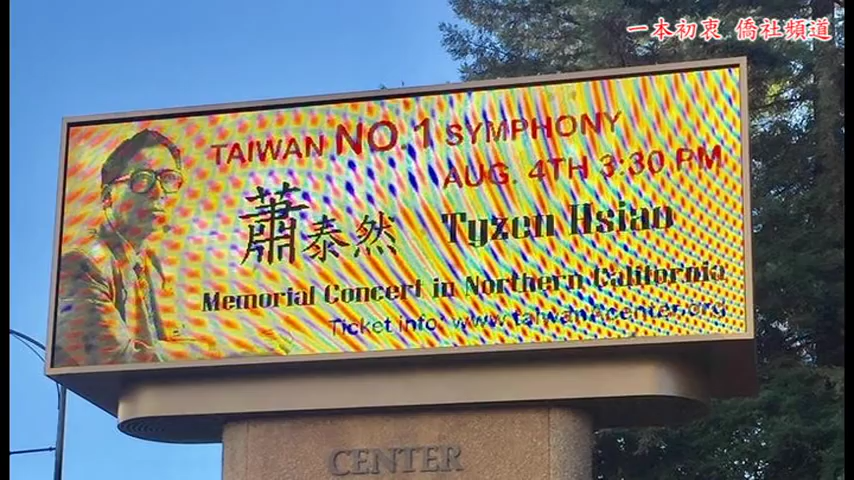 一本初衷 僑社頻道
TAIWAN NO.1 SYMPHONY
AUG. 4TH 3:30 PM
蕭泰然 Tyzen Hsiao
Memorial Concert in Northern California
Ticket info: www.taiwanAcenter.org
CENTER